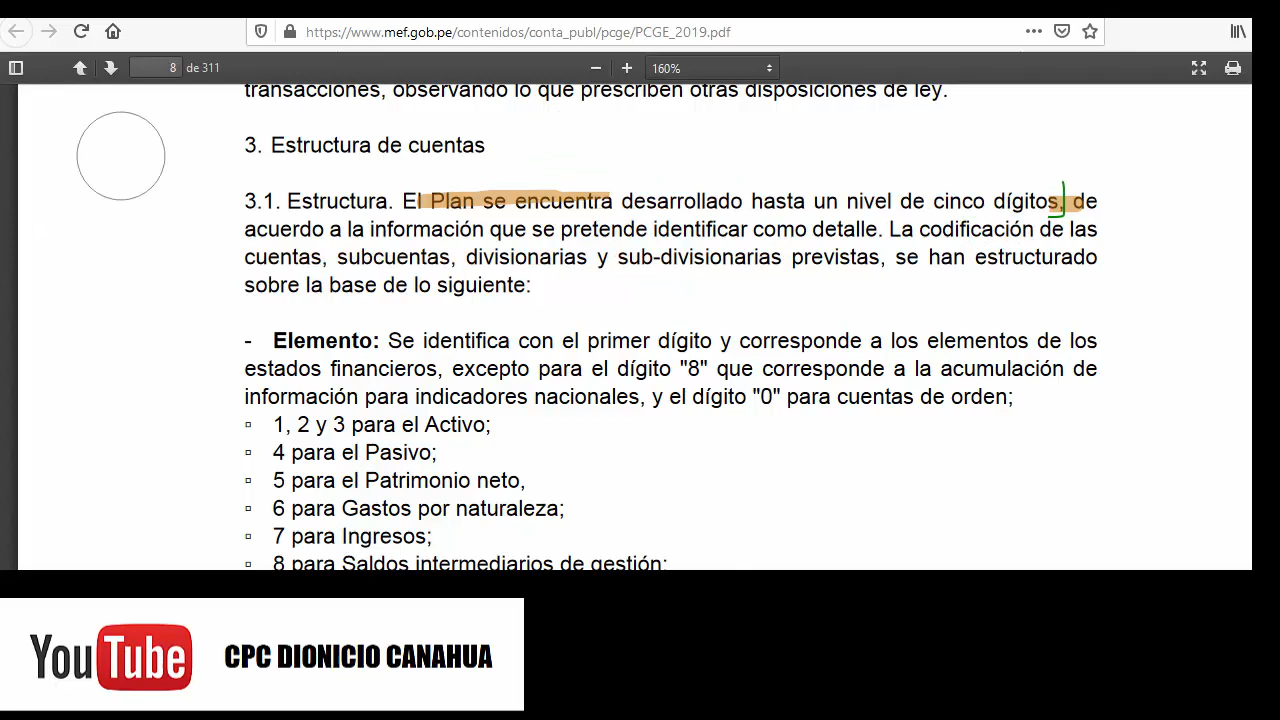 https://www.mef.gob.pe/contenidos/conta_publ/pcge/PCGE_2019.pdf
8 de 311
160%
transacciones, observando lo que prescriben otras disposiciones de ley.
3. Estructura de cuentas
3.1. Estructura. El Plan se encuentra desarrollado hasta un nivel de cinco dígitos, de
acuerdo a la información que se pretende identificar como detalle. La codificación de las
cuentas, subcuentas, divisionarias y sub-divisionarias previstas, se han estructurado
sobre la base de lo siguiente:
- Elemento: Se identifica con el primer dígito y corresponde a los elementos de los
estados financieros, excepto para el dígito "8" que corresponde a la acumulación de
información para indicadores nacionales, y el dígito "0" para cuentas de orden;
▫ 1, 2 y 3 para el Activo;
▫ 4 para el Pasivo;
▫ 5 para el Patrimonio neto,
▫ 6 para Gastos por naturaleza;
▫ 7 para Ingresos;
▫ 8 para Saldos intermediarios de gestión;
YouTube CPC DIONICIO CANAHUA